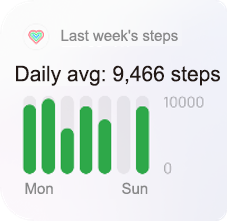 Last week's steps
Daily avg: 9,466 steps
10000
0
Mon Sun